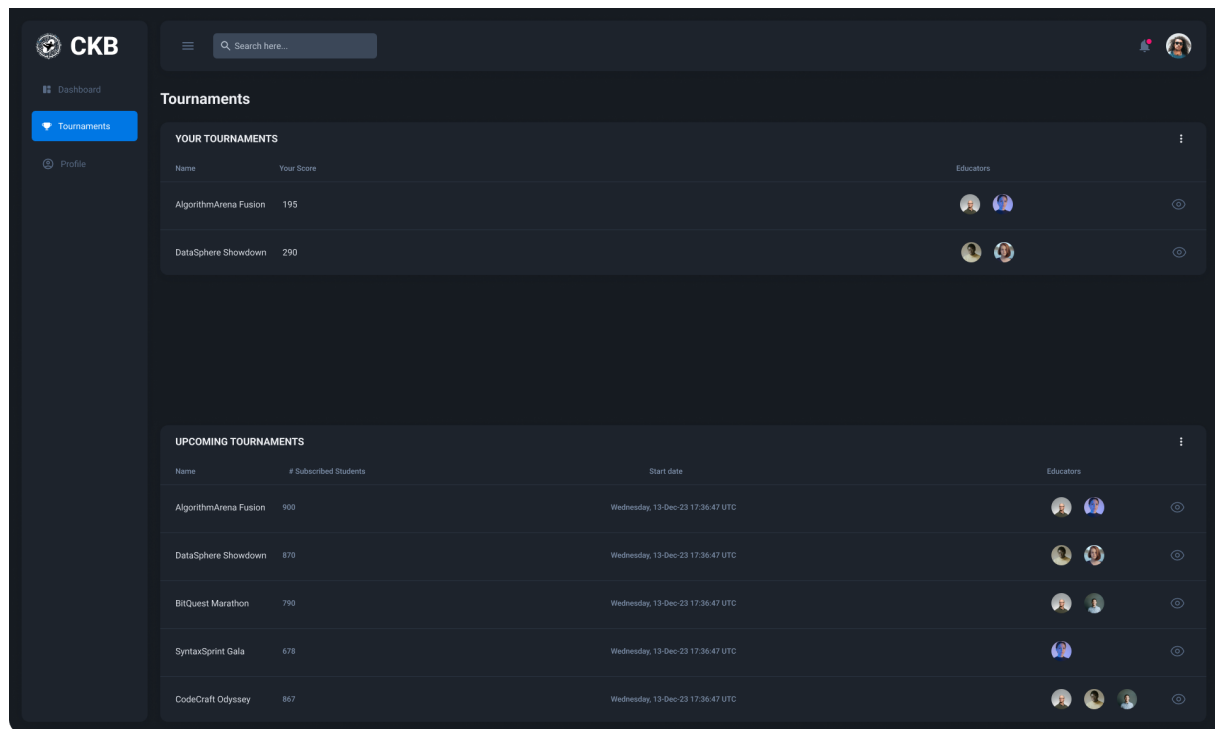 CKB
Search here...
Dashboard
Tournaments
Profile
Tournaments
YOUR TOURNAMENTS
Name Your Score Educators
AlgorithmArena Fusion 195
DataSphere Showdown 290
UPCOMING TOURNAMENTS
Name # Subscribed Students Start date Educators
AlgorithmArena Fusion 900 Wednesday, 13-Dec-23 17:36:47 UTC
DataSphere Showdown 870 Wednesday, 13-Dec-23 17:36:47 UTC
BitQuest Marathon 790 Wednesday, 13-Dec-23 17:36:47 UTC
SyntaxSprint Gala 678 Wednesday, 13-Dec-23 17:36:47 UTC
CodeCraft Odyssey 867 Wednesday, 13-Dec-23 17:36:47 UTC